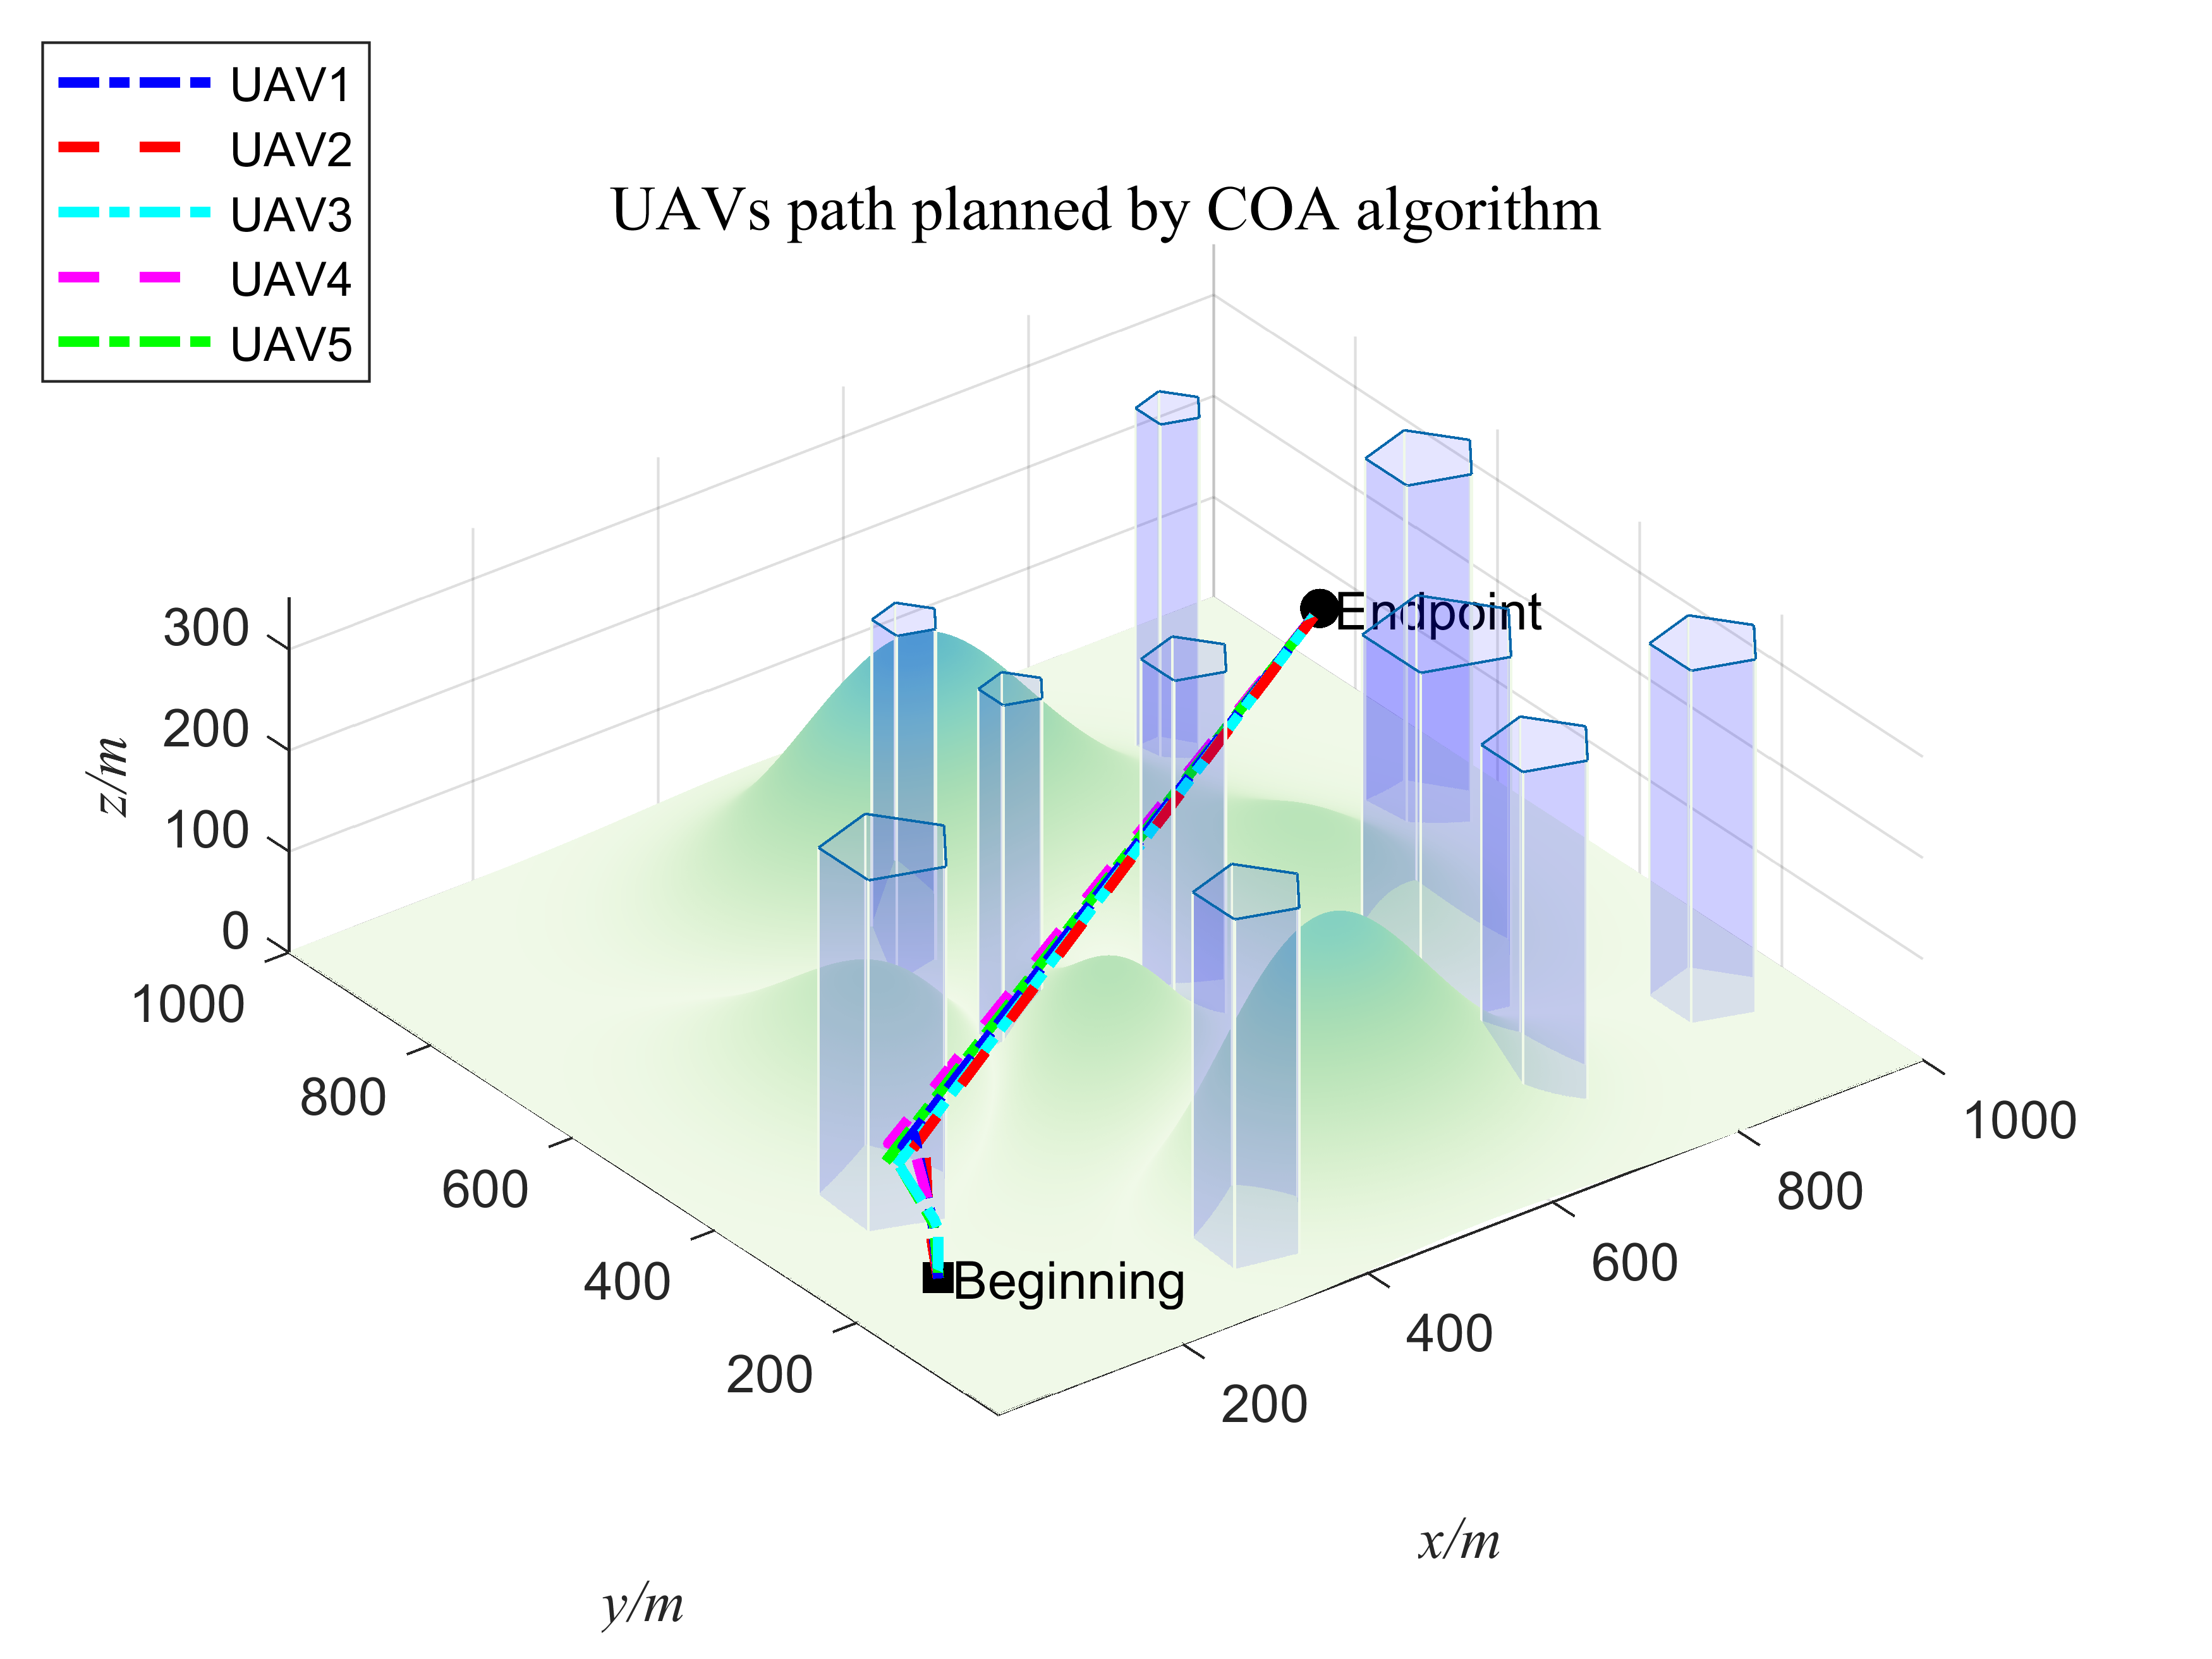 UAV1
UAV2
UAV3
UAV4
UAV5
UAVs path planned by COA algorithm
Endpoint
Beginning
300
200
100
0
z/m
1000
800
600
400
200
y/m
200
400
600
800
1000
x/m